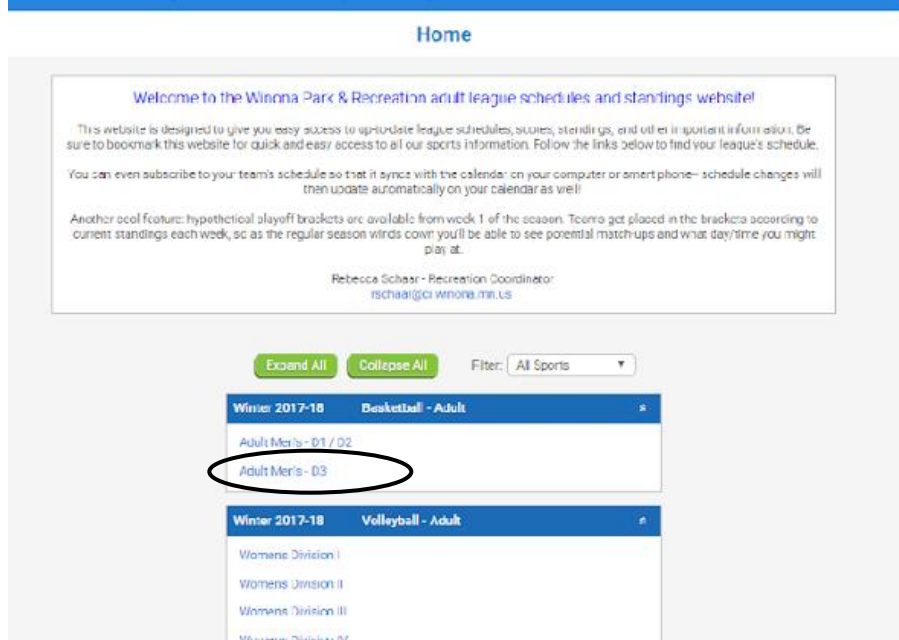 Home
Welcome to the Winona Park & Recreation adult league schedules and standings website!
This website is designed to give you easy access to up-to-date league schedules, scores, standings, and other important information. Be
sure to bookmark this website for quick and easy access to all our sports information. Follow the links below to find your league's schedule.
You can even subscribe to your team's schedule so that it syncs with the calendar on your computer or smart phone-- schedule changes will
then update automatically on your calendar as well!
Another cool feature: hypothetical playoff brackets are available from week 1 of the season. Teams get placed in the brackets according to
current standings each week, so as the regular season winds down you'll be able to see potential match-ups and what day/time you might
play at.
Rebecca Schaar - Recreation Coordinator
rschaar@ci.winona.mn.us
Expand All Collapse All Filter: All Sports
Winter 2017-18 Basketball - Adult
Adult Men's - D1 / D2
Adult Men's - D3
Winter 2017-18 Volleyball - Adult
Womens Division I
Womens Division II
Womens Division III
Womens Division IV